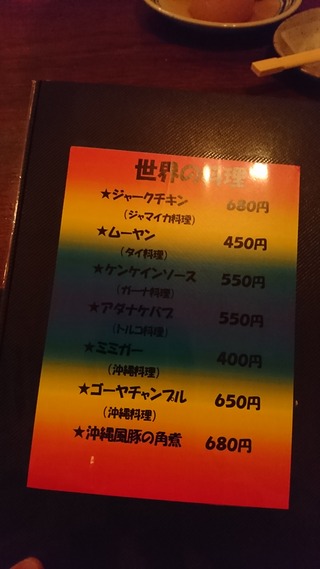 世界の料理
★ジャークチキン 680円
(ジャマイカ料理)
★ムーヤン 450円
(タイ料理)
★ケンケインソース 550円
(ガーナ料理)
★アダナケバブ 550円
(トルコ料理)
★ミミガー 400円
(沖縄料理)
★ゴーヤチャンプル 650円
(沖縄料理)
★沖縄風豚の角煮 680円